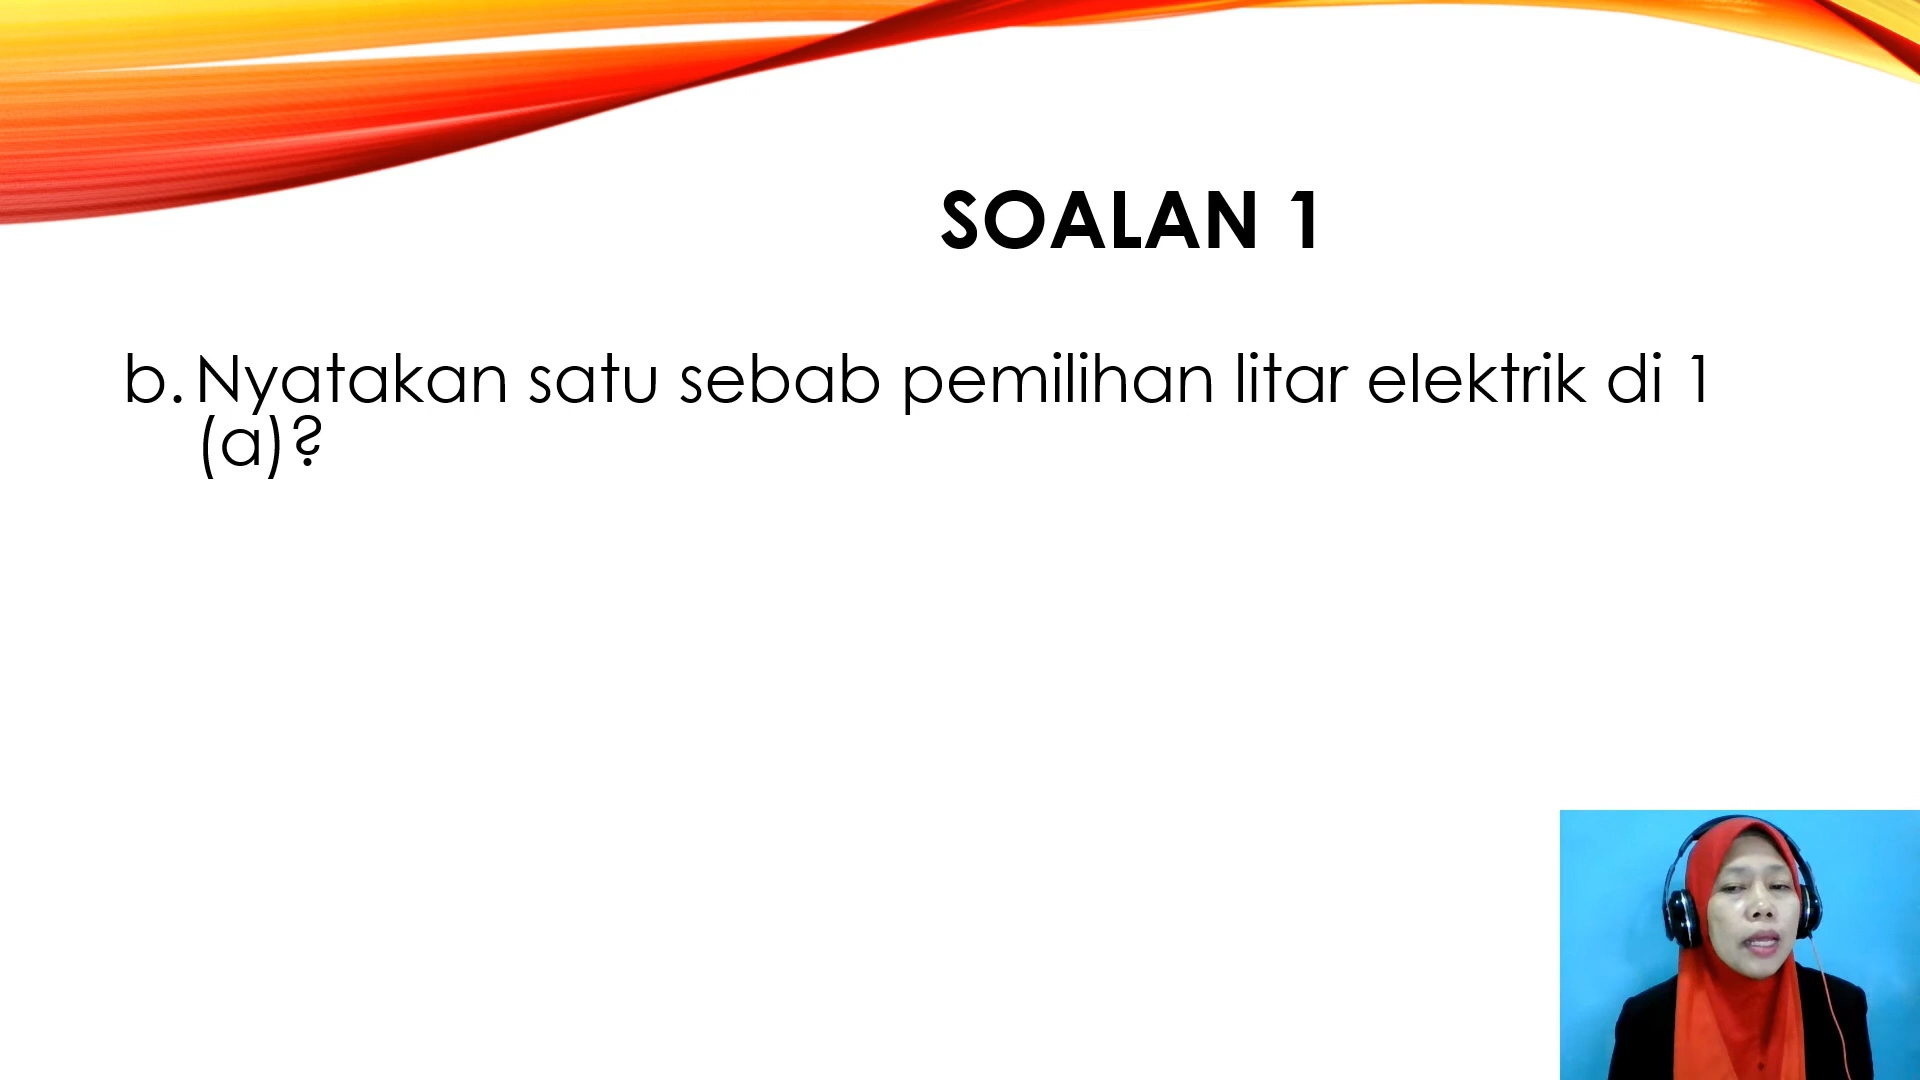 SOALAN 1
b. Nyatakan satu sebab pemilihan litar elektrik di 1
(a)?